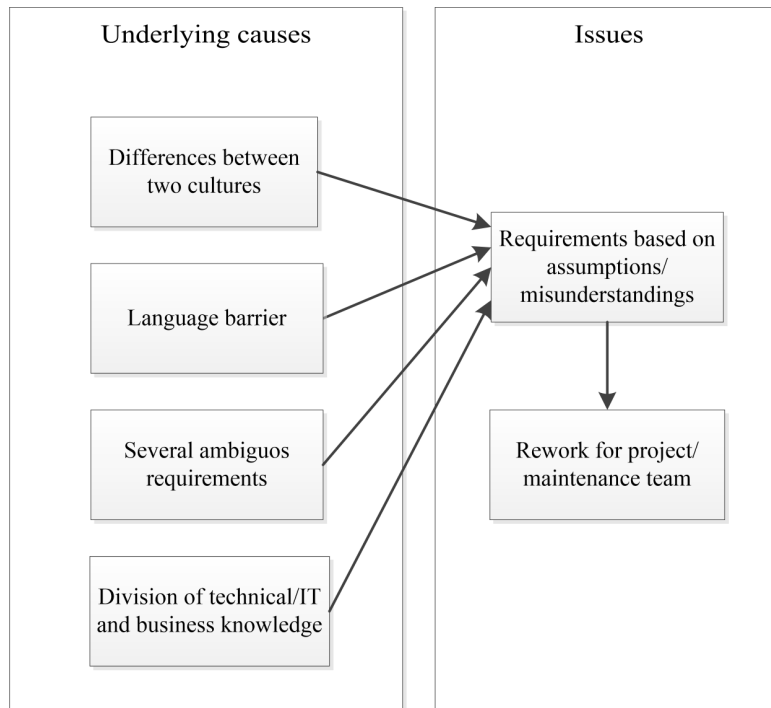 Underlying causes
Differences between
two cultures
Language barrier
Several ambiguos
requirements
Division of technical/IT
and business knowledge
Issues
Requirements based on
assumptions/
misunderstandings
Rework for project/
maintenance team